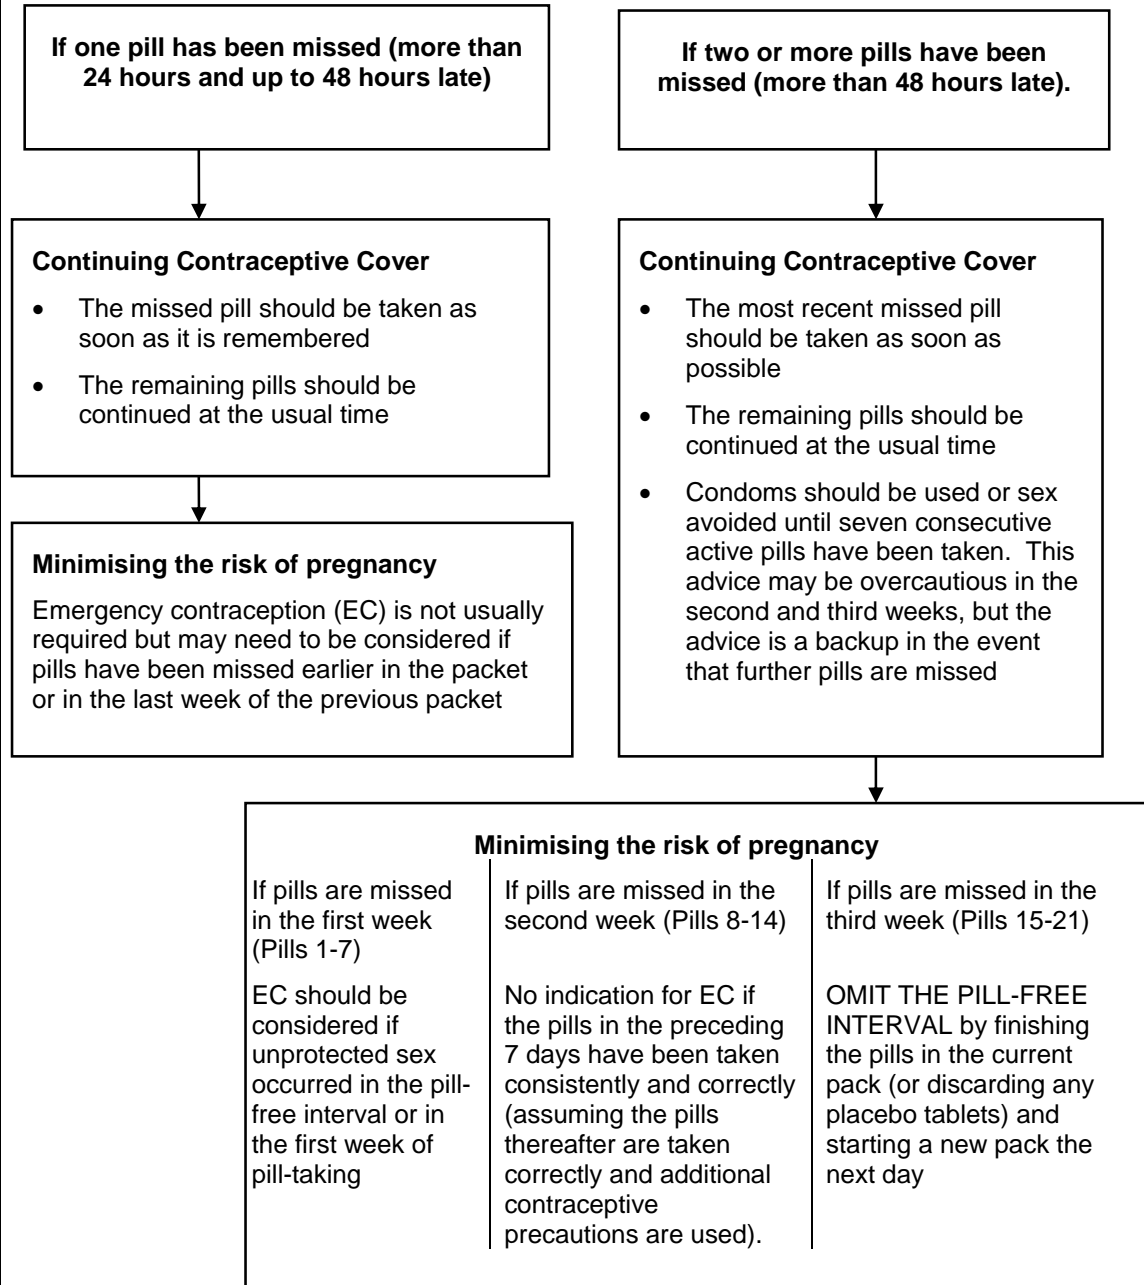 If one pill has been missed (more than
24 hours and up to 48 hours late)
If two or more pills have been
missed (more than 48 hours late).
Continuing Contraceptive Cover
• The missed pill should be taken as
soon as it is remembered
• The remaining pills should be
continued at the usual time
Minimising the risk of pregnancy
Emergency contraception (EC) is not usually
required but may need to be considered if
pills have been missed earlier in the packet
or in the last week of the previous packet
Continuing Contraceptive Cover
• The most recent missed pill
should be taken as soon as
possible
• The remaining pills should be
continued at the usual time
• Condoms should be used or sex
avoided until seven consecutive
active pills have been taken.  This
advice may be overcautious in the
second and third weeks, but the
advice is a backup in the event
that further pills are missed
Minimising the risk of pregnancy
If pills are missed
in the first week
(Pills 1-7)
EC should be
considered if
unprotected sex
occurred in the pill-
free interval or in
the first week of
pill-taking
If pills are missed in the
second week (Pills 8-14)
No indication for EC if
the pills in the preceding
7 days have been taken
consistently and correctly
(assuming the pills
thereafter are taken
correctly and additional
contraceptive
precautions are used).
If pills are missed in the
third week (Pills 15-21)
OMIT THE PILL-FREE
INTERVAL by finishing
the pills in the current
pack (or discarding any
placebo tablets) and
starting a new pack the
next day